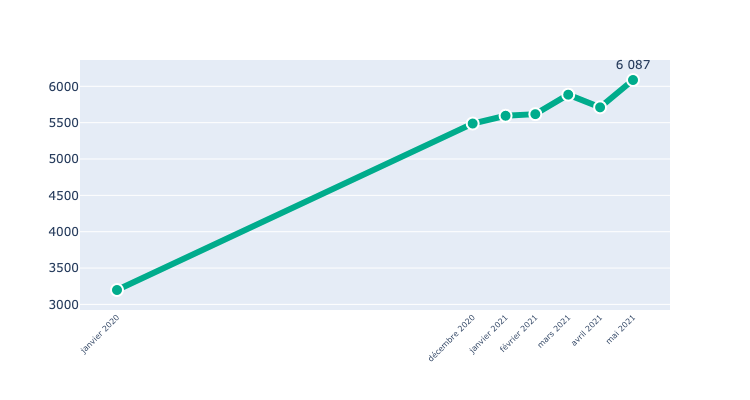 6 087
6000
5500
5000
4500
4000
3500
3000
janvier 2020
décembre 2020
janvier 2021
février 2021
mars 2021
avril 2021
mai 2021